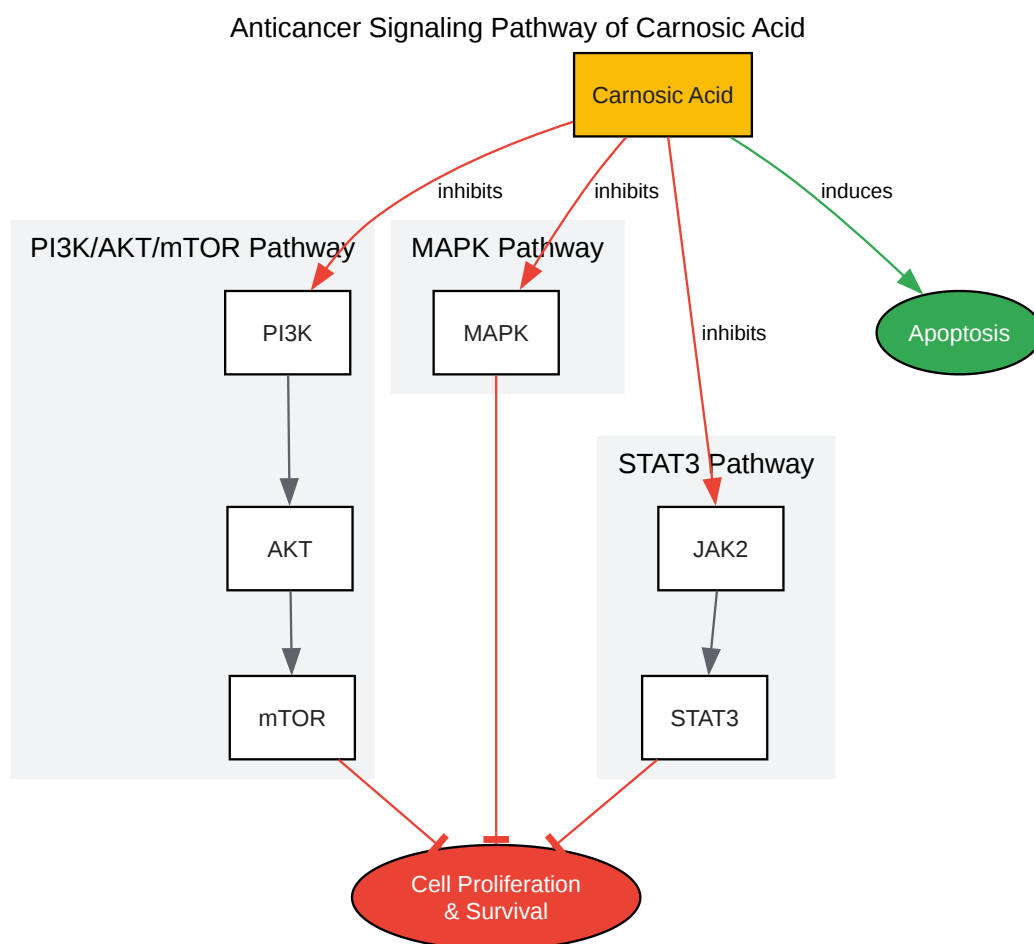 Anticancer Signaling Pathway of Carnosic Acid
Carnosic Acid
inhibits
inhibits
induces
PI3K/AKT/mTOR Pathway
MAPK Pathway
PI3K
MAPK
inhibits
Apoptosis
STAT3 Pathway
AKT
JAK2
mTOR
STAT3
Cell Proliferation
& Survival